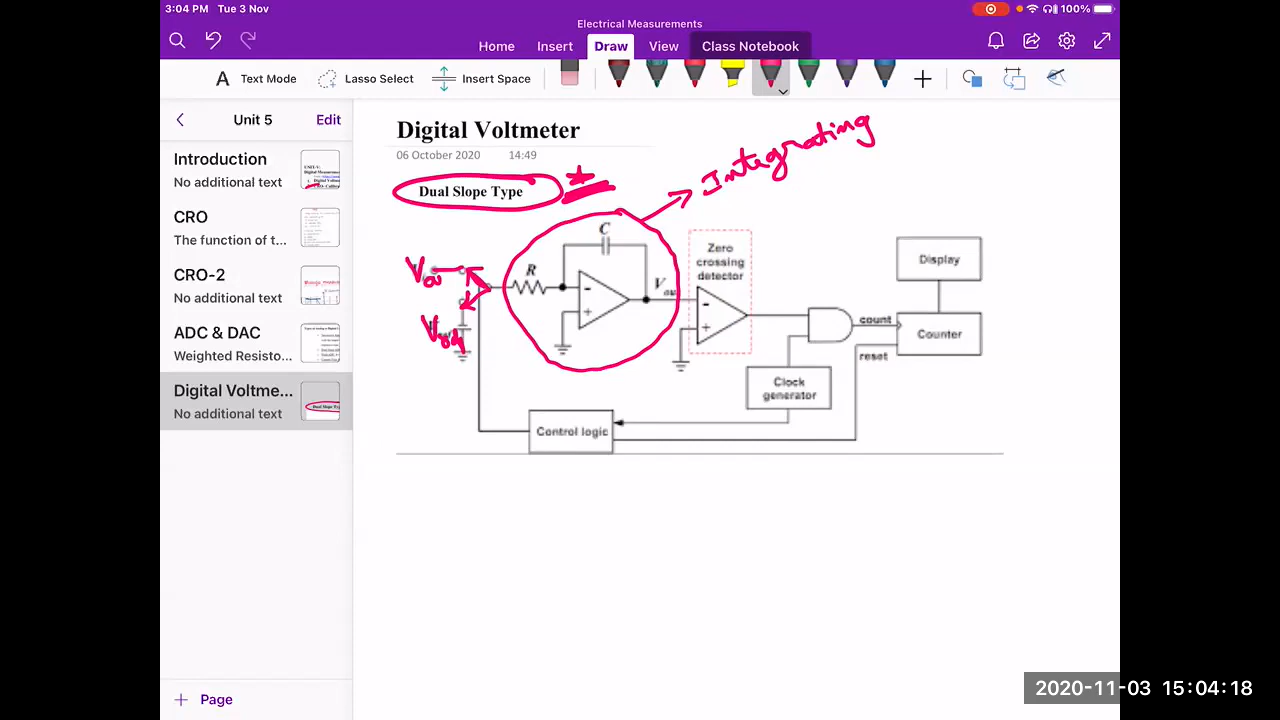 3:04 PM Tue 3 Nov
100%
Electrical Measurements
Home Insert Draw View Class Notebook
A Text Mode Lasso Select Insert Space
Unit 5 Edit
Introduction
No additional text
CRO
The function of t...
CRO-2
No additional text
ADC & DAC
Weighted Resisto...
Digital Voltme...
No additional text
+ Page
Digital Voltmeter
06 October 2020 14:49
Dual Slope Type
Integrating
C
R
-
+
Zero
crossing
detector
-
+
count
reset
Display
Counter
Clock
generator
Control logic
2020-11-03 15:04:18